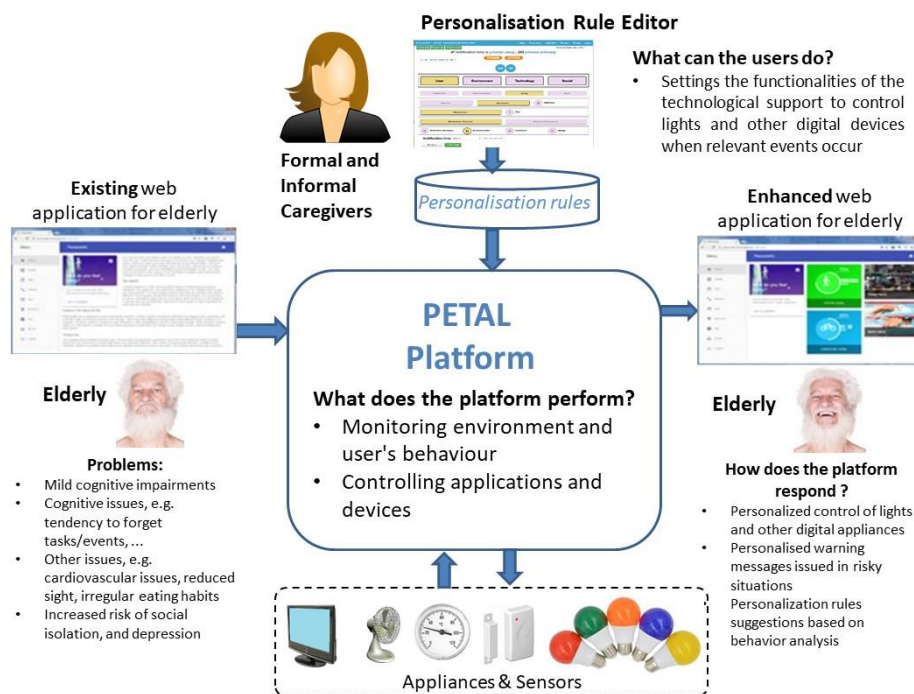 Personalisation Rule Editor
What can the users do?
• Settings the functionalities of the
technological support to control
lights and other digital devices
when relevant events occur
User
Environment
Technology
Social
Formal and
Informal
Caregivers
Personalisation rules
Existing web
application for elderly
Enhanced web
application for elderly
PETAL
Platform
What does the platform perform?
• Monitoring environment and
user's behaviour
• Controlling applications and
devices
Elderly
Problems:
• Mild cognitive impairments
• Cognitive issues, e.g.
tendency to forget
tasks/events, ...
• Other issues, e.g.
cardiovascular issues, reduced
sight, irregular eating habits
• Increased risk of social
isolation, and depression
Elderly
How does the platform
respond ?
• Personalized control of lights
and other digital appliances
• Personalised warning
messages issued in risky
situations
Personalization rules
suggestions based on
behavior analysis
Appliances & Sensors